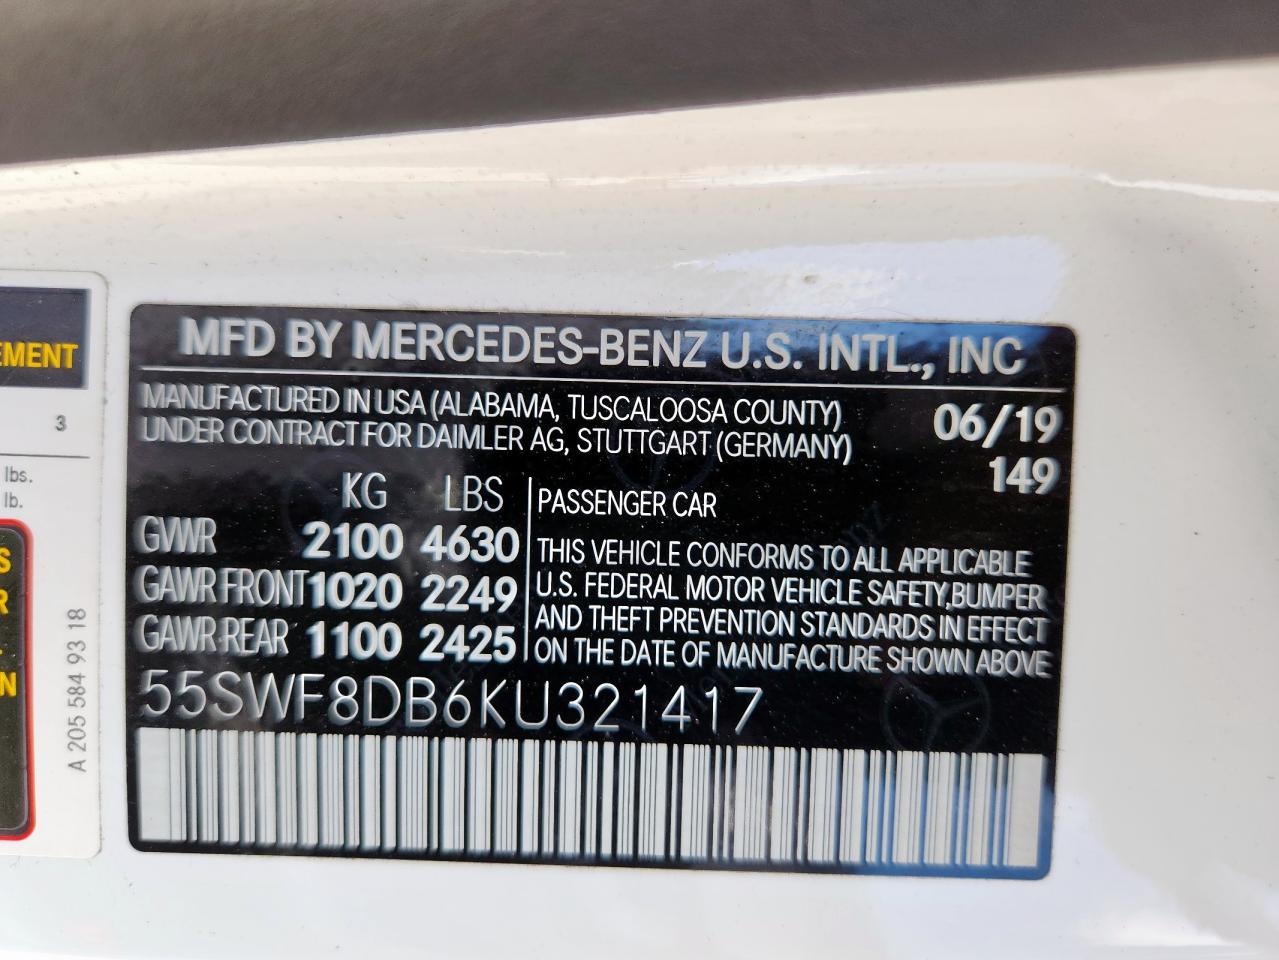 EMENT
3
lbs.
lb.
S
R
N
A 205 584 93 18
MFD BY MERCEDES-BENZ U.S. INTL., INC
MANUFACTURED IN USA (ALABAMA, TUSCALOOSA COUNTY) 06/19
UNDER CONTRACT FOR DAIMLER AG, STUTTGART (GERMANY) 149
KG LBS
GVWR 2100 4630
GAWR FRONT 1020 2249
GAWR REAR 1100 2425
PASSENGER CAR
THIS VEHICLE CONFORMS TO ALL APPLICABLE
U.S. FEDERAL MOTOR VEHICLE SAFETY,BUMPER
AND THEFT PREVENTION STANDARDS IN EFFECT
ON THE DATE OF MANUFACTURE SHOWN ABOVE
55SWF8DB6KU321417